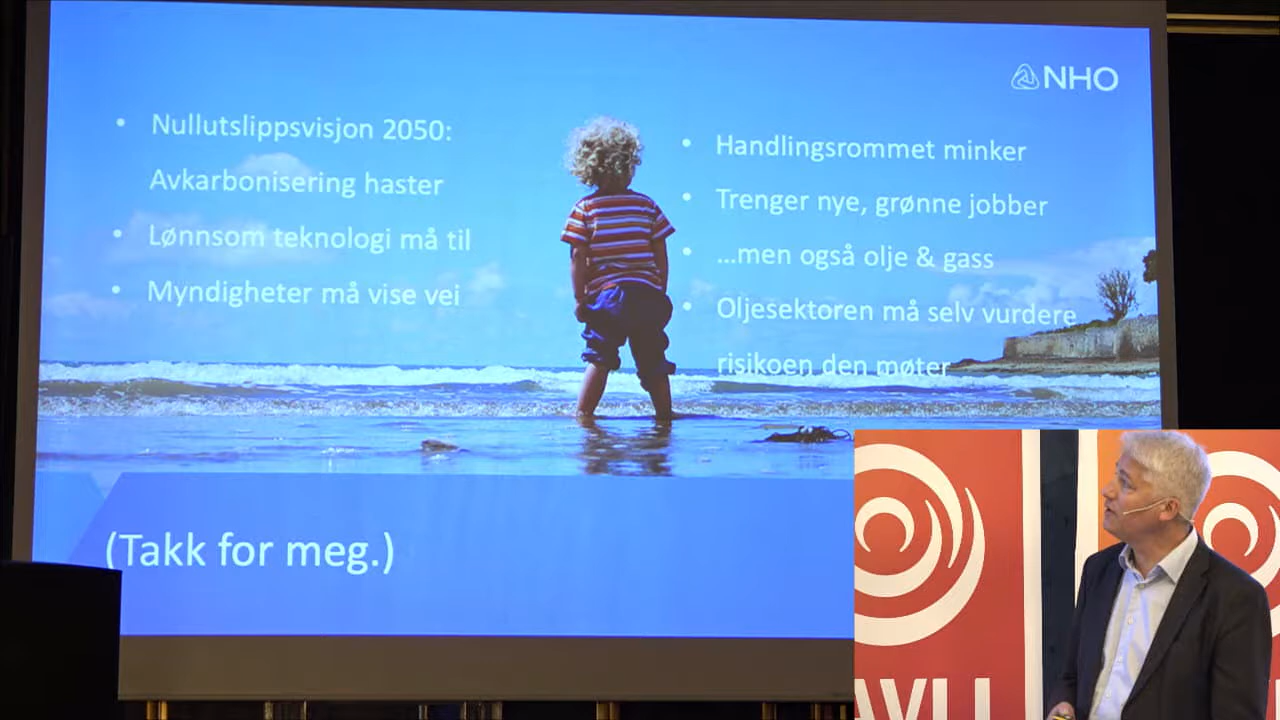 NHO
• Nullutslippsvisjon 2050:
Avkarbonisering haster
• Lønnsom teknologi må til
• Myndigheter må vise vei
• Handlingsrommet minker
• Trenger nye, grønne jobber
• ...men også olje & gass
• Oljesektoren må selv vurdere
risikoen den møter
(Takk for meg.)